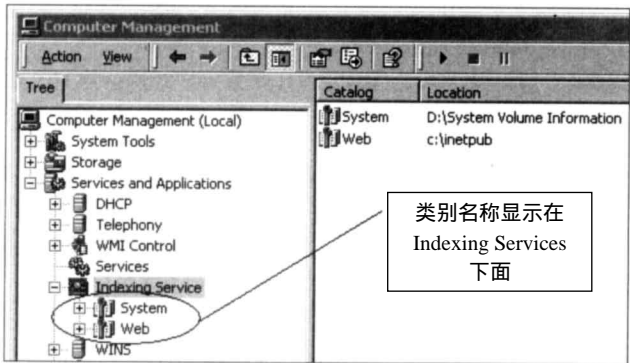 Computer Management
Action View
Tree
Computer Management (Local)
System Tools
Storage
Services and Applications
DHCP
Telephony
WMI Control
Services
Indexing Service
System
Web
WINS
Catalog Location
System D:\System Volume Information
Web c:\inetpub
类别名称显示在
Indexing Services
下面